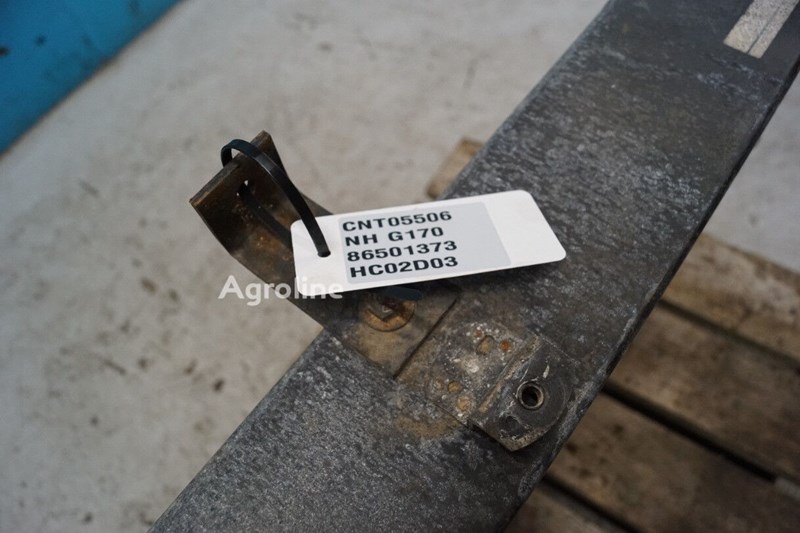 CNT05506
NH G170
86501373
HC02D03
Agroline